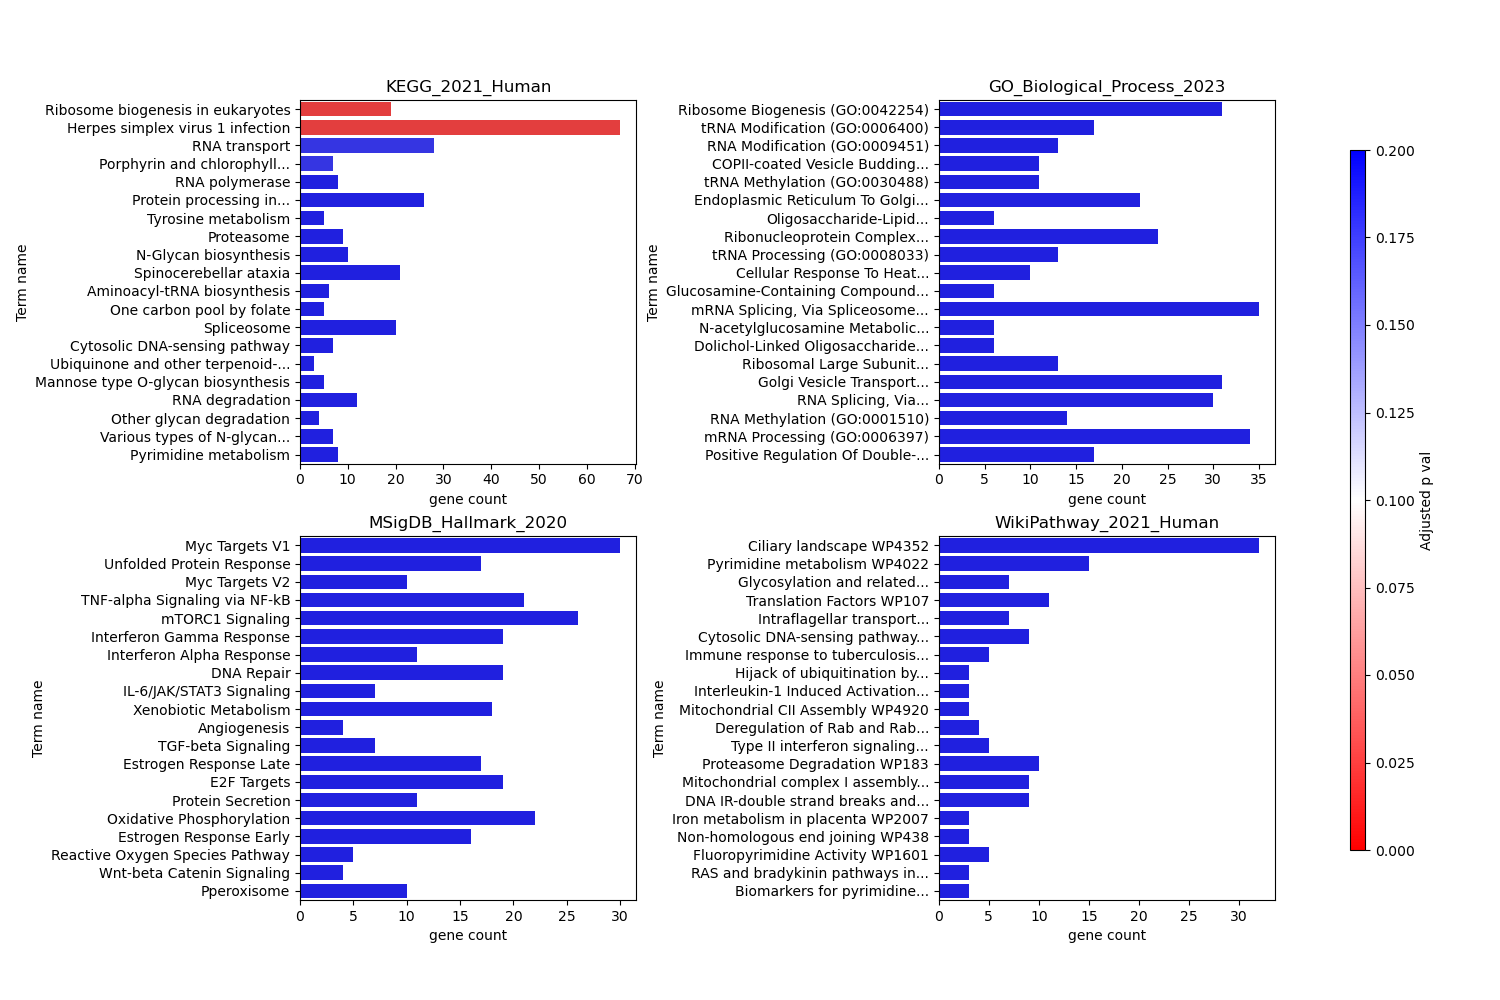 KEGG_2021_Human
Term name
Ribosome biogenesis in eukaryotes
Herpes simplex virus 1 infection
RNA transport
Porphyrin and chlorophyll...
RNA polymerase
Protein processing in...
Tyrosine metabolism
Proteasome
N-Glycan biosynthesis
Spinocerebellar ataxia
Aminoacyl-tRNA biosynthesis
One carbon pool by folate
Spliceosome
Cytosolic DNA-sensing pathway
Ubiquinone and other terpenoid-...
Mannose type O-glycan biosynthesis
RNA degradation
Other glycan degradation
Various types of N-glycan...
Pyrimidine metabolism
0 10 20 30 40 50 60 70
gene count
GO_Biological_Process_2023
Term name
Ribosome Biogenesis (GO:0042254)
tRNA Modification (GO:0006400)
RNA Modification (GO:0009451)
COPII-coated Vesicle Budding...
tRNA Methylation (GO:0030488)
Endoplasmic Reticulum To Golgi...
Oligosaccharide-Lipid...
Ribonucleoprotein Complex...
tRNA Processing (GO:0008033)
Cellular Response To Heat...
Glucosamine-Containing Compound...
mRNA Splicing, Via Spliceosome...
N-acetylglucosamine Metabolic...
Dolichol-Linked Oligosaccharide...
Ribosomal Large Subunit...
Golgi Vesicle Transport...
RNA Splicing, Via...
RNA Methylation (GO:0001510)
mRNA Processing (GO:0006397)
Positive Regulation Of Double-...
0 5 10 15 20 25 30 35
gene count
MSigDB_Hallmark_2020
Term name
Myc Targets V1
Unfolded Protein Response
Myc Targets V2
TNF-alpha Signaling via NF-kB
mTORC1 Signaling
Interferon Gamma Response
Interferon Alpha Response
DNA Repair
IL-6/JAK/STAT3 Signaling
Xenobiotic Metabolism
Angiogenesis
TGF-beta Signaling
Estrogen Response Late
E2F Targets
Protein Secretion
Oxidative Phosphorylation
Estrogen Response Early
Reactive Oxygen Species Pathway
Wnt-beta Catenin Signaling
Pperoxisome
0 5 10 15 20 25 30
gene count
WikiPathway_2021_Human
Term name
Ciliary landscape WP4352
Pyrimidine metabolism WP4022
Glycosylation and related...
Translation Factors WP107
Intraflagellar transport...
Cytosolic DNA-sensing pathway...
Immune response to tuberculosis...
Hijack of ubiquitination by...
Interleukin-1 Induced Activation...
Mitochondrial CII Assembly WP4920
Deregulation of Rab and Rab...
Type II interferon signaling...
Proteasome Degradation WP183
Mitochondrial complex I assembly...
DNA IR-double strand breaks and...
Iron metabolism in placenta WP2007
Non-homologous end joining WP438
Fluoropyrimidine Activity WP1601
RAS and bradykinin pathways in...
Biomarkers for pyrimidine...
0 5 10 15 20 25 30
gene count
0.200
0.175
0.150
0.125
0.100
0.075
0.050
0.025
0.000
Adjusted p val